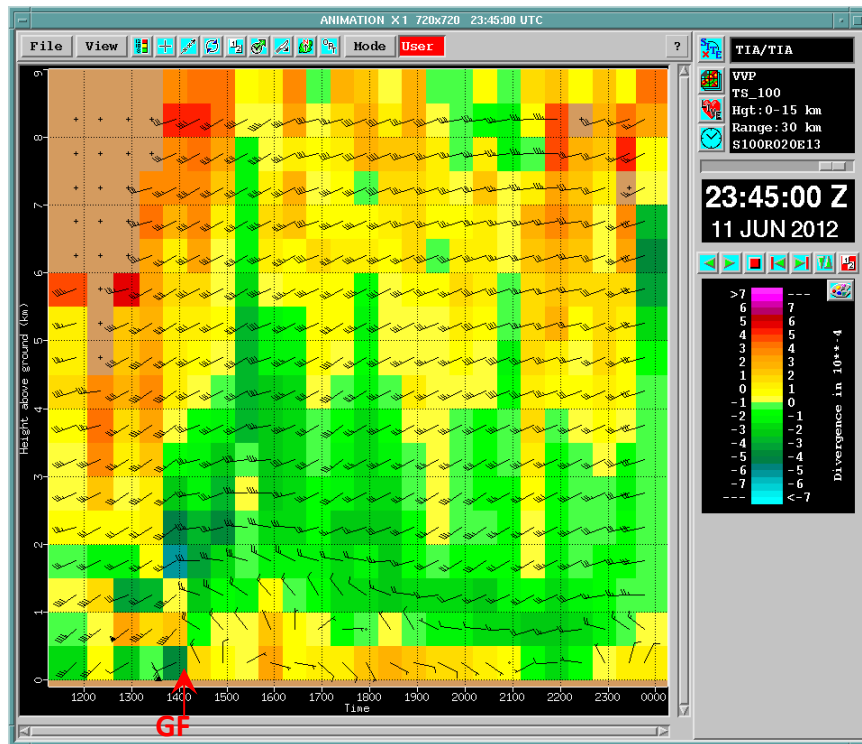 ANIMATION X1 720x720 23:45:00 UTC
File View Mode User ?
9
8
7
6
5
4
3
2
1
0
Height above ground (km)
1200 1300 1400 1500 1600 1700 1800 1900 2000 2100 2200 2300 0000
Time
GF
TIA/TIA
VVP
TS_100
Hgt:0-15 km
Range:30 km
S100R020E13
23:45:00 Z
11 JUN 2012
>7 ---
6 7
5 6
5
4 4
3 3
2 2
1 1
0 0
-1 -1
-2
-2 -3
-3 -4
-4 -5
-6 -5
-7 -6
--- <-7
Divergence in 10**-4